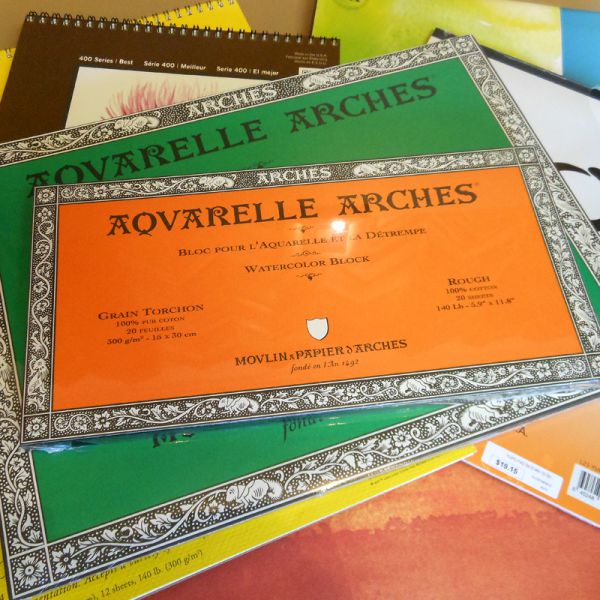 400 Series | Best
Série 400 | Meilleur
Serie 400 | El mejor
ARCHES
AQVARELLE ARCHES
ARCHES
AQVARELLE ARCHES
BLOC POUR L'AQUARELLE ET LA DÉTREMPE
WATERCOLOR BLOCK
GRAIN TORCHON
100% PUR COTON
20 FEUILLES
300 g/m² - 15 x 30 cm
ROUGH
100% COTTON
20 SHEETS
140 Lb - 5.9" x 11.8"
MOVLIN A PAPIER D'ARCHES
fondé en l'An 1492
$19.15
12 sheets, 140 lb. (300 g/m²)